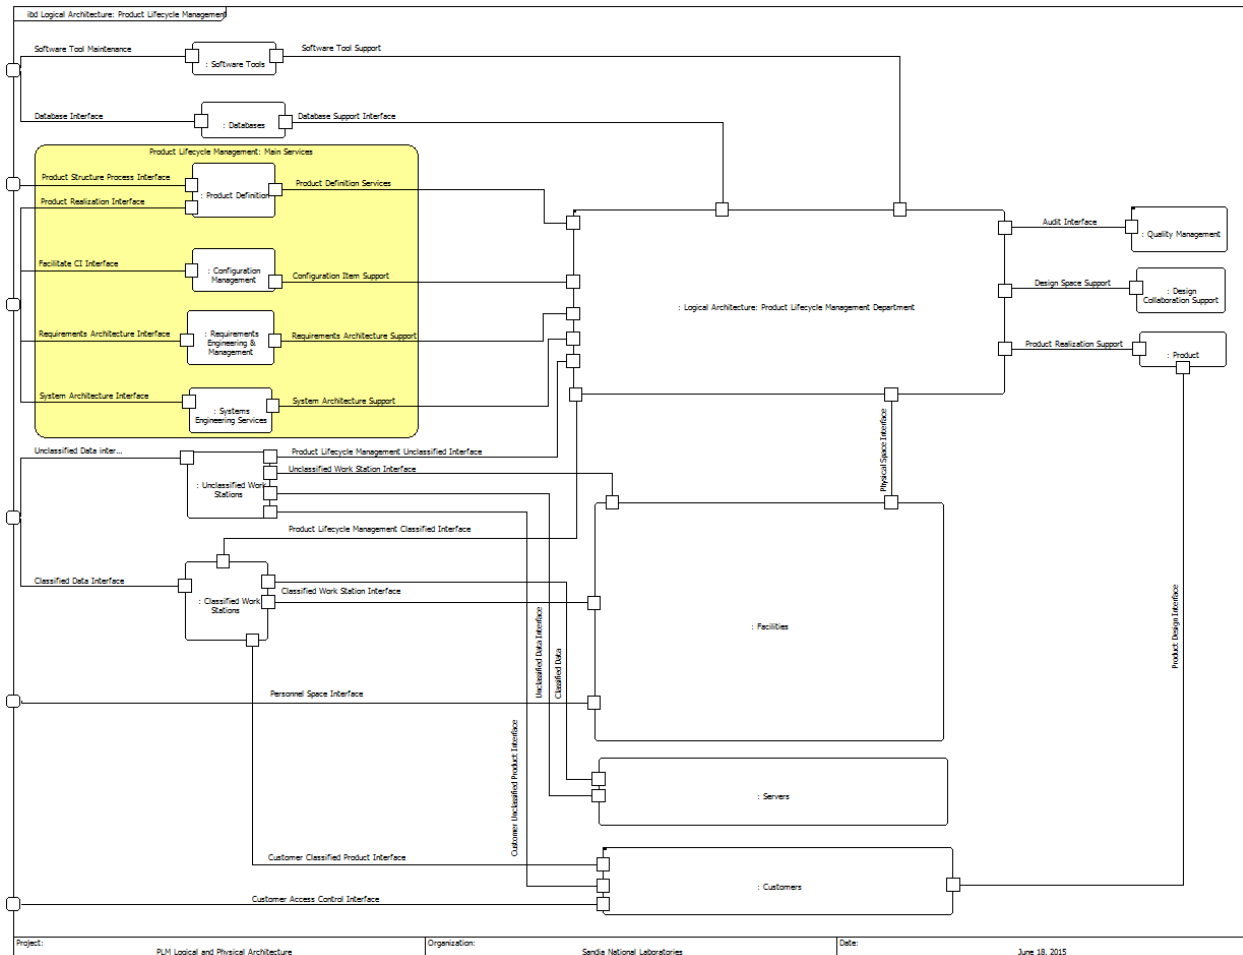 ibd Logical Architecture: Product Lifecycle Management
Software Tool Maintenance
Software Tool Support
: Software Tools
Database Interface
Database Support Interface
: Databases
Product Lifecycle Management: Main Services
Product Structure Process Interface
Product Definition Services
: Product Definition
Product Realization Interface
Audit Interface
: Quality Management
Facilitate CI Interface
: Configuration
Management
Configuration Item Support
Design Space Support
: Design
Collaboration Support
: Logical Architecture: Product Lifecycle Management Department
Requirements Architecture Interface
: Requirements
Engineering &
Management
Requirements Architecture Support
Product Realization Support
: Product
System Architecture Interface
: Systems
Engineering Services
System Architecture Support
Physical Space Interface
Unclassified Data inter...
Product Lifecycle Management Unclassified Interface
Unclassified Work Station Interface
: Unclassified Work
Stations
Product Lifecycle Management Classified Interface
Classified Data Interface
Classified Work Station Interface
: Classified Work
Stations
Unclassified Data Interface
Classified Data
: Facilities
Product Design Interface
Personnel Space Interface
Customer Unclassified Product Interface
: Servers
Customer Classified Product Interface
: Customers
Customer Access Control Interface
Project:
PLM Logical and Physical Architecture
Organization:
Sandia National Laboratories
Date:
June 18, 2015